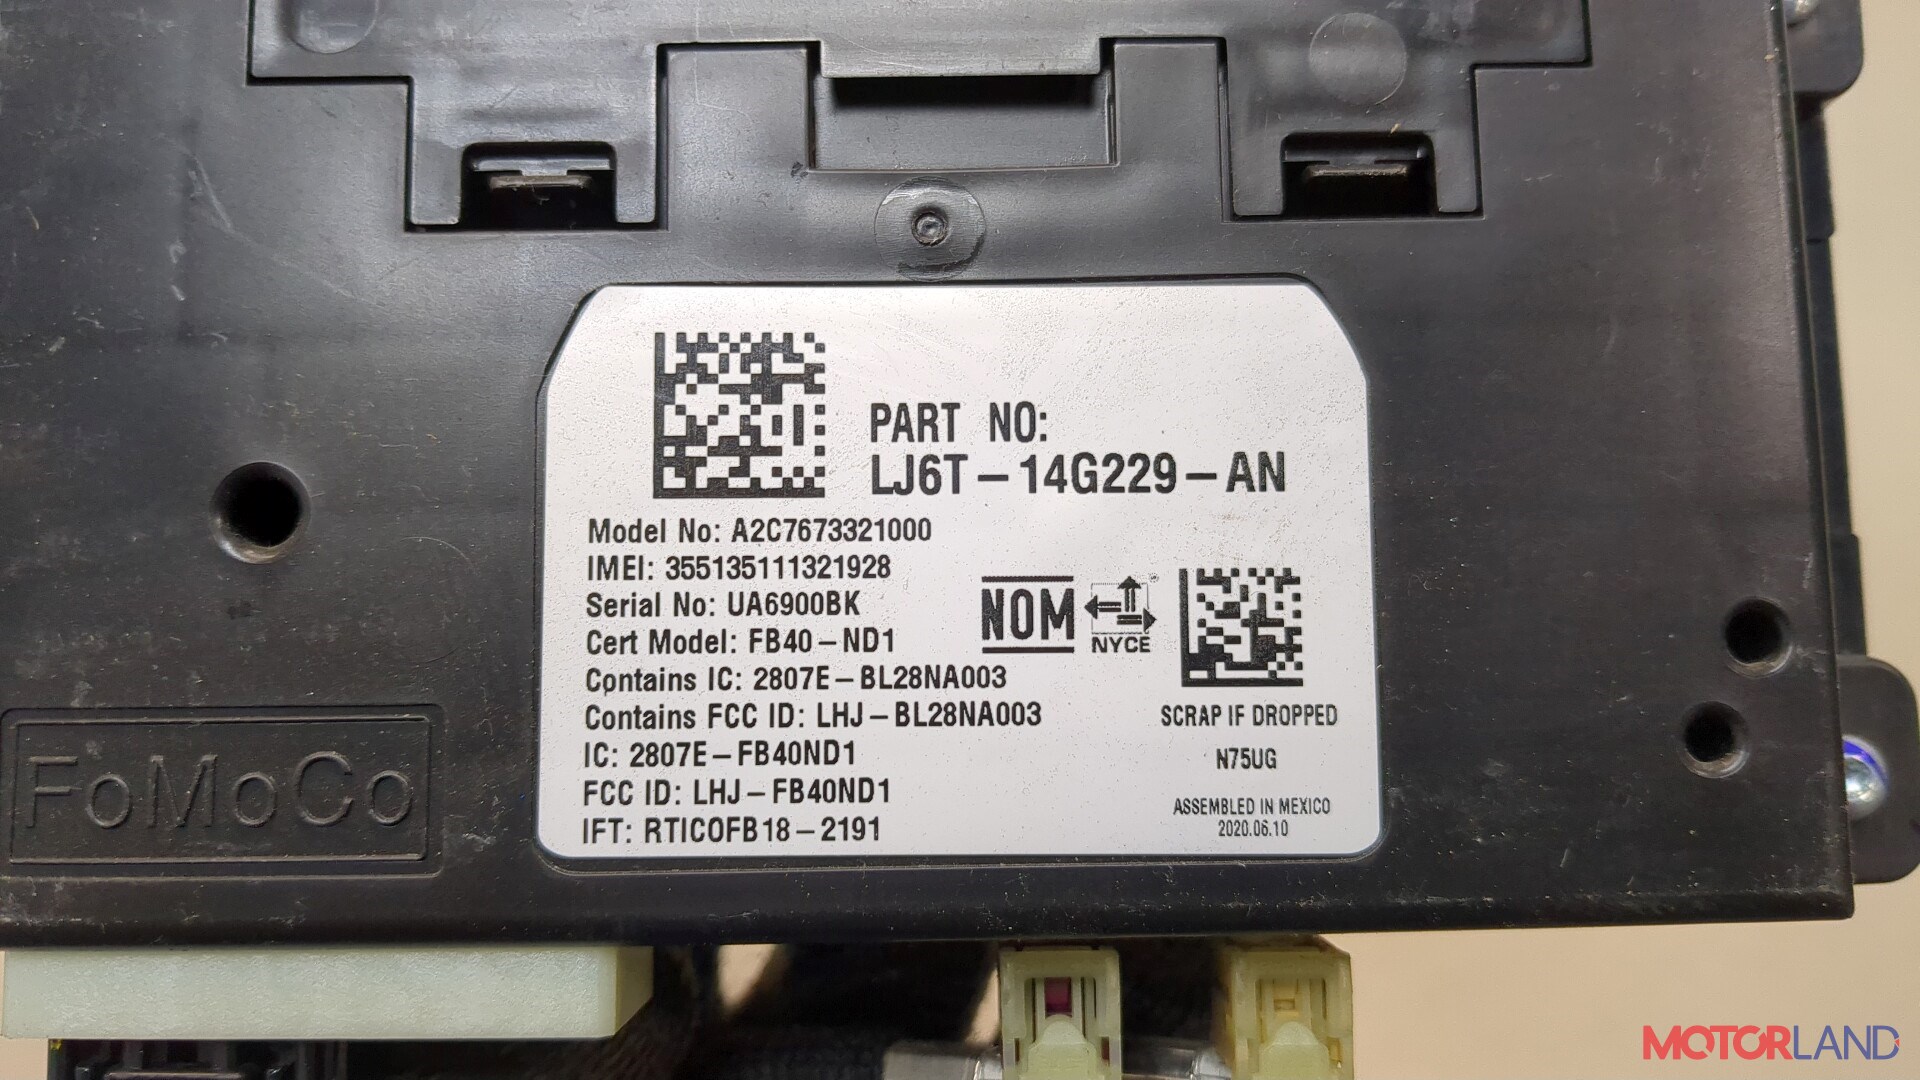 PART NO:
LJ6T-14G229-AN
Model No: A2C7673321000
IMEI: 355135111321928
Serial No: UA6900BK
Cert Model: FB40-ND1
Contains IC: 2807E-BL28NA003
Contains FCC ID: LHJ-BL28NA003
IC: 2807E-FB40ND1
FCC ID: LHJ-FB40ND1
IFT: RTICOFB18-2191
NOM
NYCE
SCRAP IF DROPPED
N75UG
ASSEMBLED IN MEXICO
2020.06.10
FoMoCo
MOTORLAND